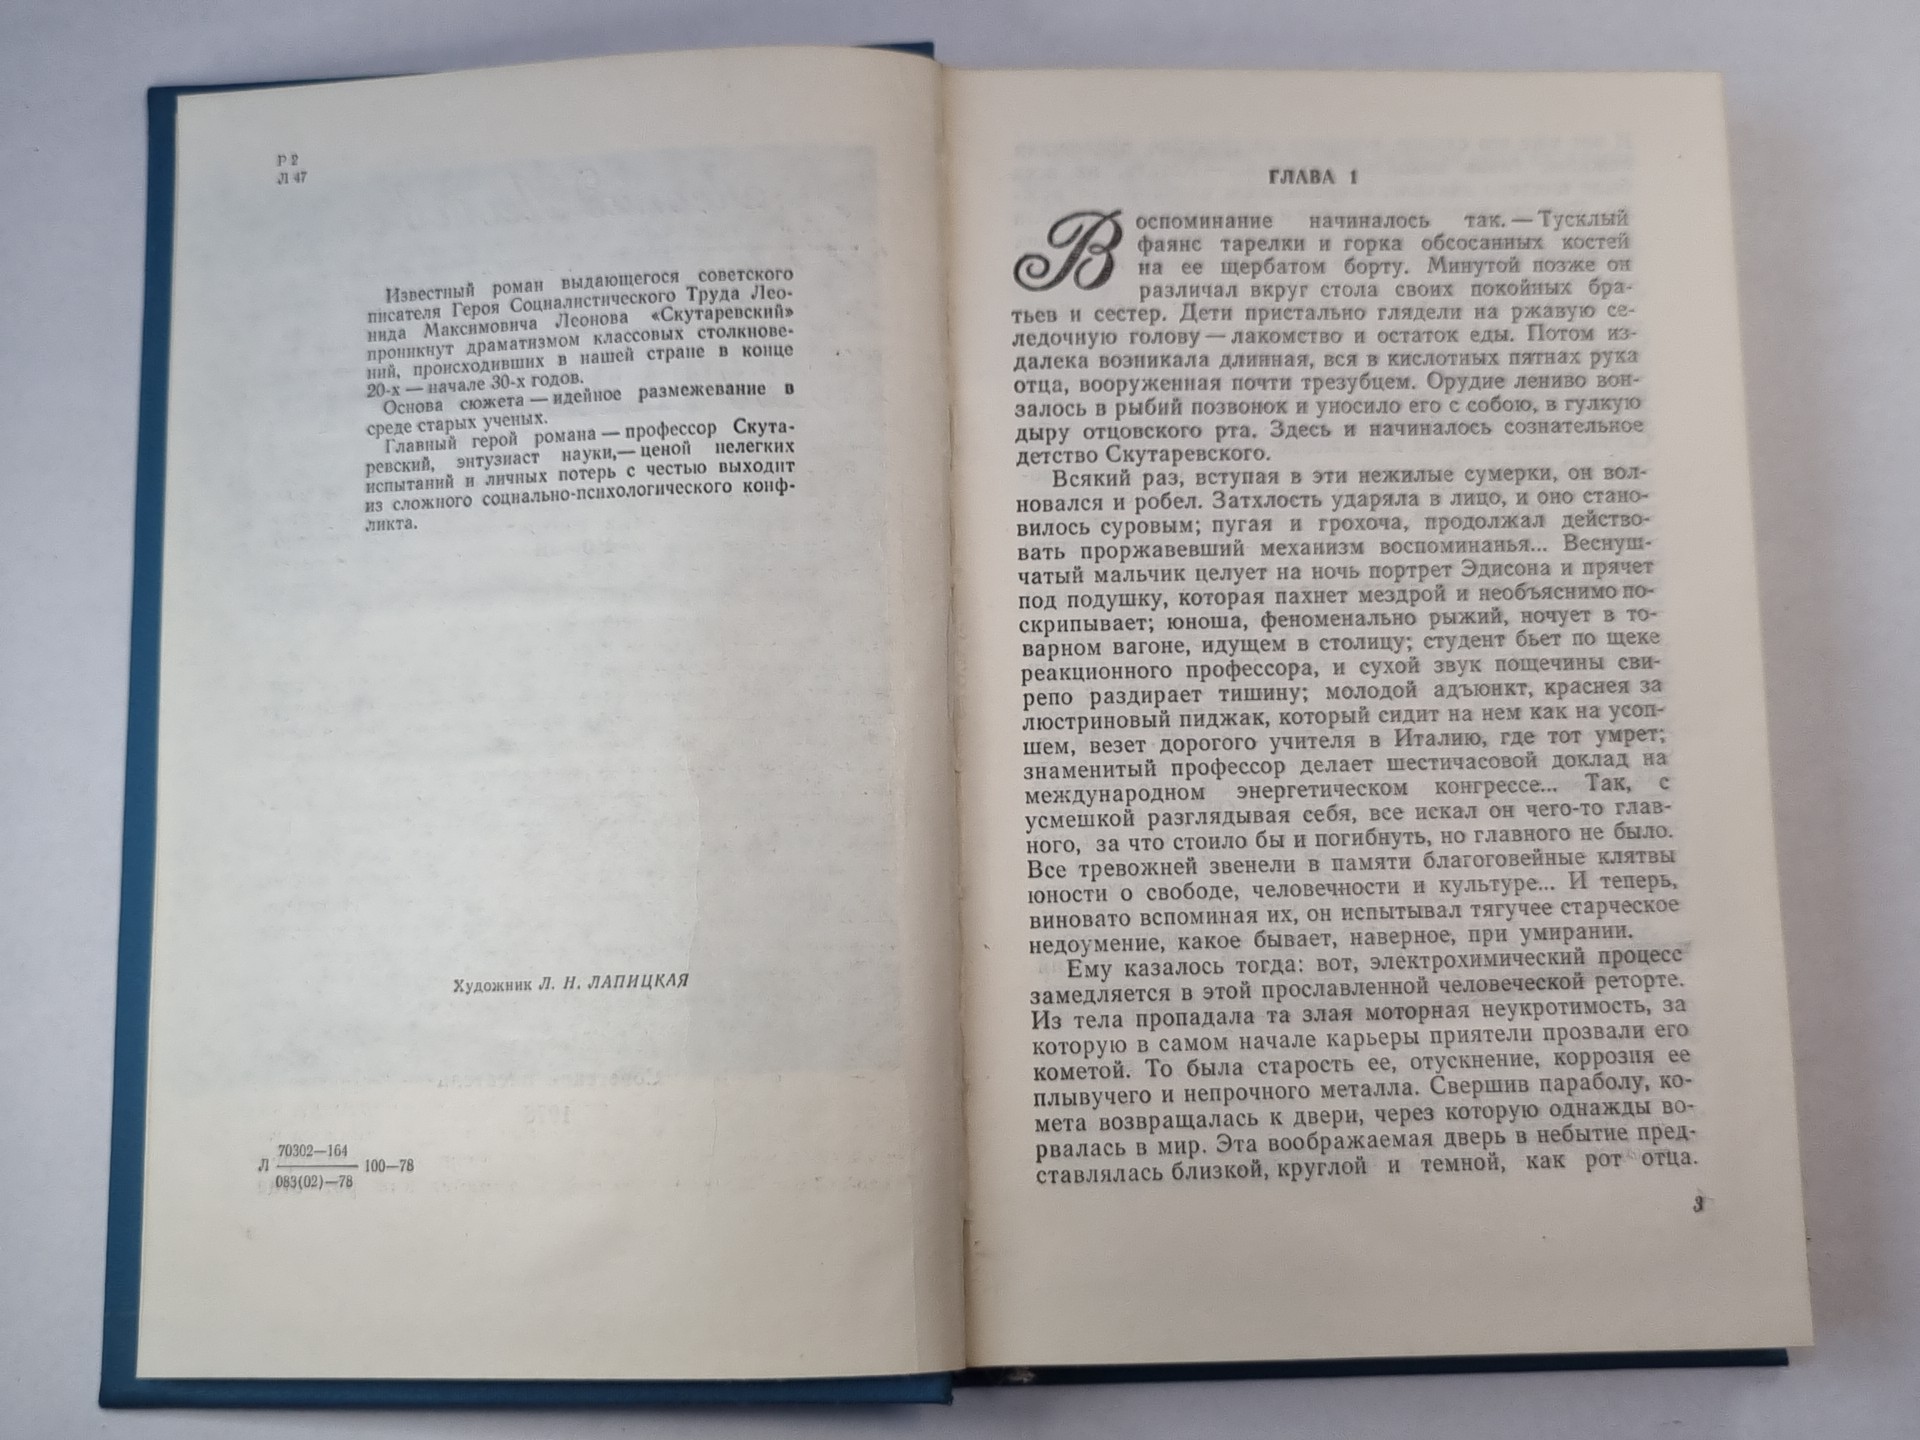 Р 2
Л 47
Известный роман выдающегося советского
писателя Героя Социалистического Труда Лео-
нида Максимовича Леонова «Скутаревский»
проникнут драматизмом классовых столкнове-
ний, происходивших в нашей стране в конце
20-х — начале 30-х годов.
Основа сюжета — идейное размежевание в
среде старых ученых.
Главный герой романа — профессор Скута-
ревский, энтузиаст науки,— ценой нелегких
испытаний и личных потерь с честью выходит
из сложного социально-психологического конф-
ликта.
Художник Л. Н. ЛАПИЦКАЯ
70302—164
Л 100—78
083(02)—78
ГЛАВА 1
Воспоминание начиналось так. — Тусклый
фаянс тарелки и горка обсосанных костей
на ее щербатом борту. Минутой позже он
различал вкруг стола своих покойных бра-
тьев и сестер. Дети пристально глядели на ржавую се-
ледочную голову — лакомство и остаток еды. Потом из-
далека возникала длинная, вся в кислотных пятнах рука
отца, вооруженная почти трезубцем. Орудие лениво вон-
залось в рыбий позвонок и уносило его с собою, в гулкую
дыру отцовского рта. Здесь и начиналось сознательное
детство Скутаревского.
Всякий раз, вступая в эти нежилые сумерки, он вол-
новался и робел. Затхлость ударяла в лицо, и оно стано-
вилось суровым; пугая и грохоча, продолжал действо-
вать проржавевший механизм воспоминанья... Веснуш-
чатый мальчик целует на ночь портрет Эдисона и прячет
под подушку, которая пахнет мездрой и необъяснимо по-
скрипывает; юноша, феноменально рыжий, ночует в то-
варном вагоне, идущем в столицу; студент бьет по щеке
реакционного профессора, и сухой звук пощечины сви-
репо раздирает тишину; молодой адъюнкт, краснея за
люстриновый пиджак, который сидит на нем как на усоп-
шем, везет дорогого учителя в Италию, где тот умрет;
знаменитый профессор делает шестичасовой доклад на
международном энергетическом конгрессе... Так, с
усмешкой разглядывая себя, все искал он чего-то глав-
ного, за что стоило бы и погибнуть, но главного не было.
Все тревожней звенели в памяти благоговейные клятвы
юности о свободе, человечности и культуре... И теперь,
виновато вспоминая их, он испытывал тягучее старческое
недоумение, какое бывает, наверное, при умирании.
Ему казалось тогда: вот, электрохимический процесс
замедляется в этой прославленной человеческой реторте.
Из тела пропадала та злая моторная неукротимость, за
которую в самом начале карьеры приятели прозвали его
кометой. То была старость ее, отускнение, коррозия ее
плывучего и непрочного металла. Свершив параболу, ко-
мета возвращалась к двери, через которую однажды во-
рвалась в мир. Эта воображаемая дверь в небытие пред-
ставлялась близкой, круглой и темной, как рот отца.
3